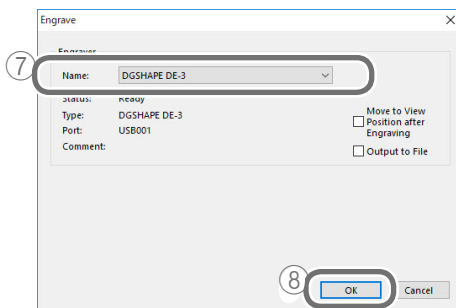 Engrave
Engraver
⑦
Name: DGSHAPE DE-3
Status: Ready
Type: DGSHAPE DE-3
Port: USB001
Comment:
Move to View
Position after
Engraving
Output to File
⑧
OK Cancel